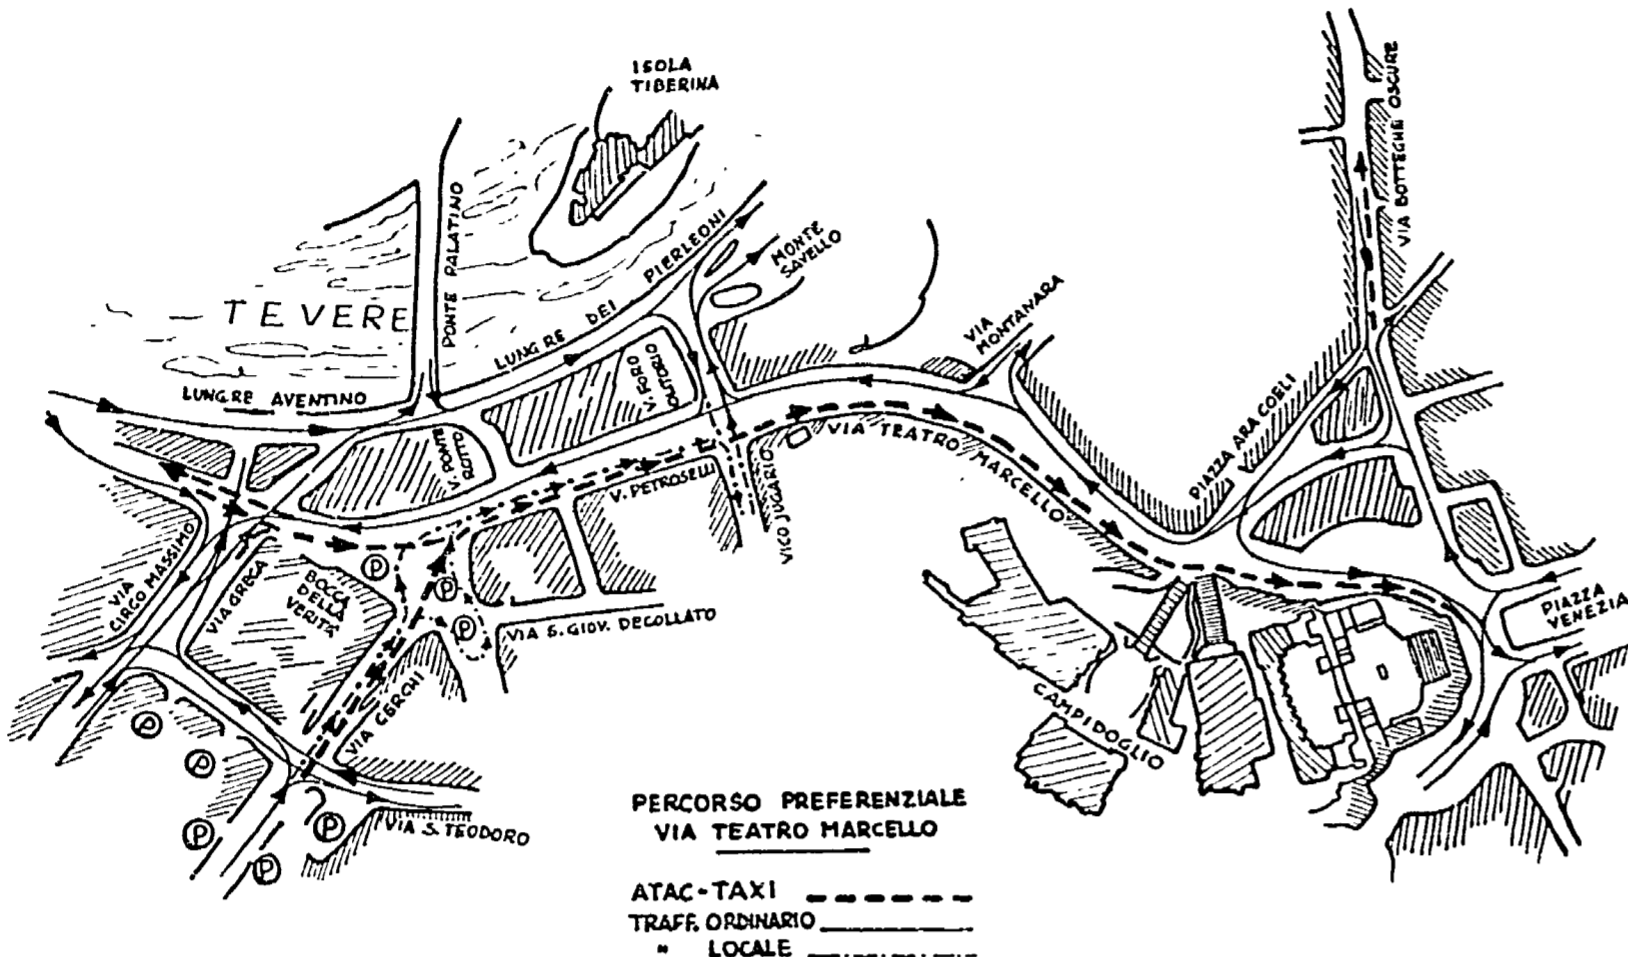 ISOLA
TIBERINA
VIA BOTTEGHE OSCURE
PONTE PALATINO
MONTE
SAVELLO
LUNG.RE DEI PIERLEONI
TEVERE
VIA
MONTANARA
LUNG.RE AVENTINO
V. FORO
OLITORIO
PIAZZA ARA COELI
V. PONTE
ROTTO
VIA TEATRO MARCELLO
V. PETROSELLI
VICO JUGARIO
VIA
CIRCO MASSIMO
VIA GRECA
BOCCA
DELLA
VERITÀ
P
P
P
VIA S. GIOV. DECOLLATO
PIAZZA
VENEZIA
CAMPIDOGLIO
VIA CERCHI
P
P
P
P
P
VIA S. TEODORO
PERCORSO PREFERENZIALE
VIA TEATRO MARCELLO
ATAC-TAXI
TRAFF. ORDINARIO
" LOCALE